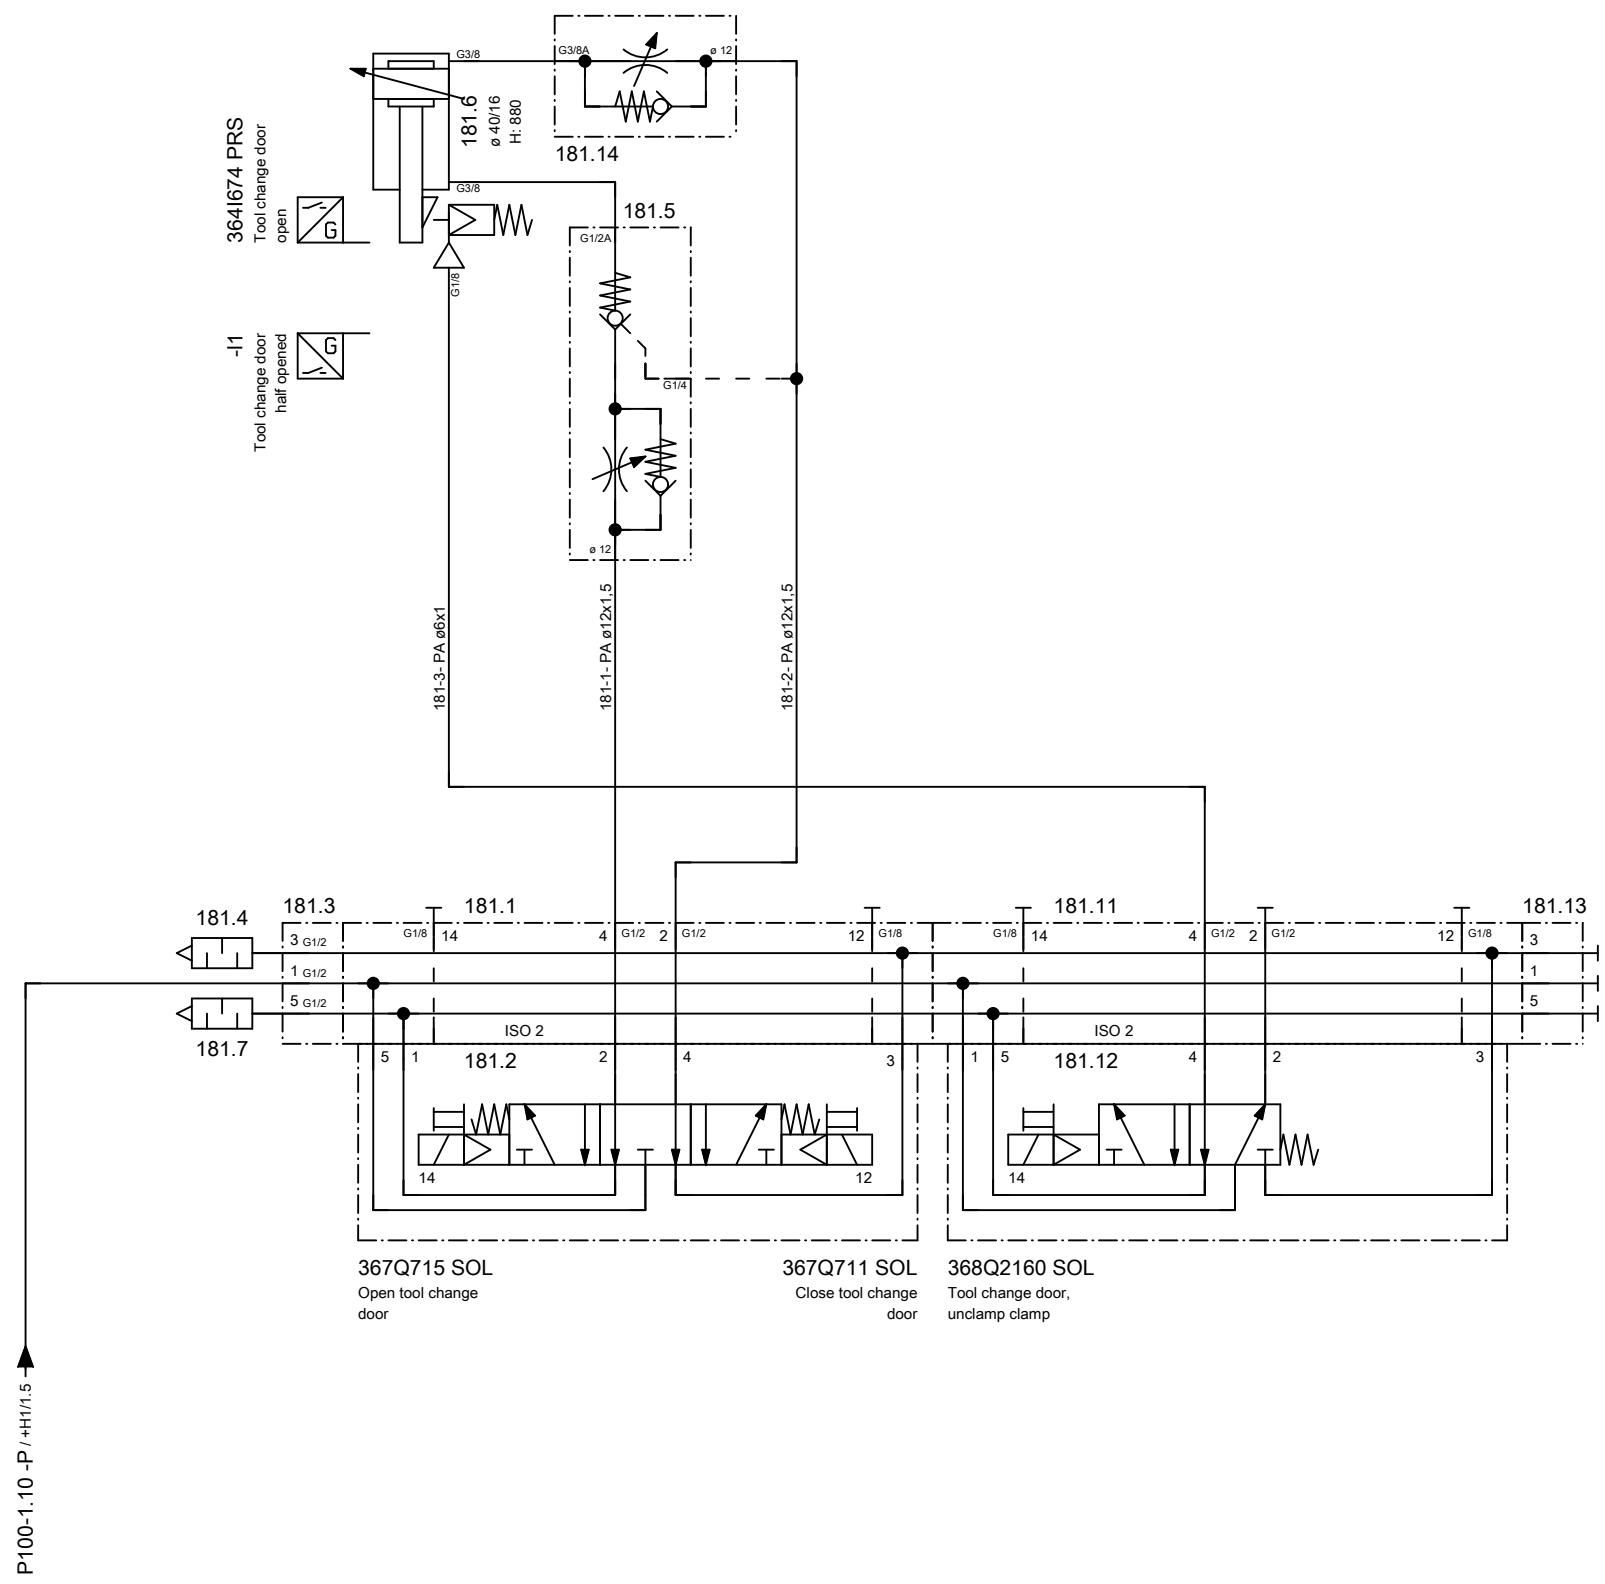 G3/8
G3/8A
ø 12
181.14
181.6
ø 40/16
H: 880
364I674 PRS
Tool change door
open
G
G3/8
181.5
G1/2A
G1/8
-I1
Tool change door
half opened
G
G1/4
ø 12
181-3- PA ø6x1
181-1- PA ø12x1,5
181-2- PA ø12x1,5
181.4
181.3
181.1
181.11
181.13
3 G1/2
G1/8 14
4 G1/2
2 G1/2
12 G1/8
G1/8 14
4 G1/2
2 G1/2
12 G1/8
3
1 G1/2
1
5 G1/2
5
181.7
ISO 2
ISO 2
5
1
181.2
2
4
3
1
5
181.12
4
2
3
14
12
14
367Q715 SOL
Open tool change
door
367Q711 SOL
Close tool change
door
368Q2160 SOL
Tool change door,
unclamp clamp
P100-1.10 -P / +H1/1.5